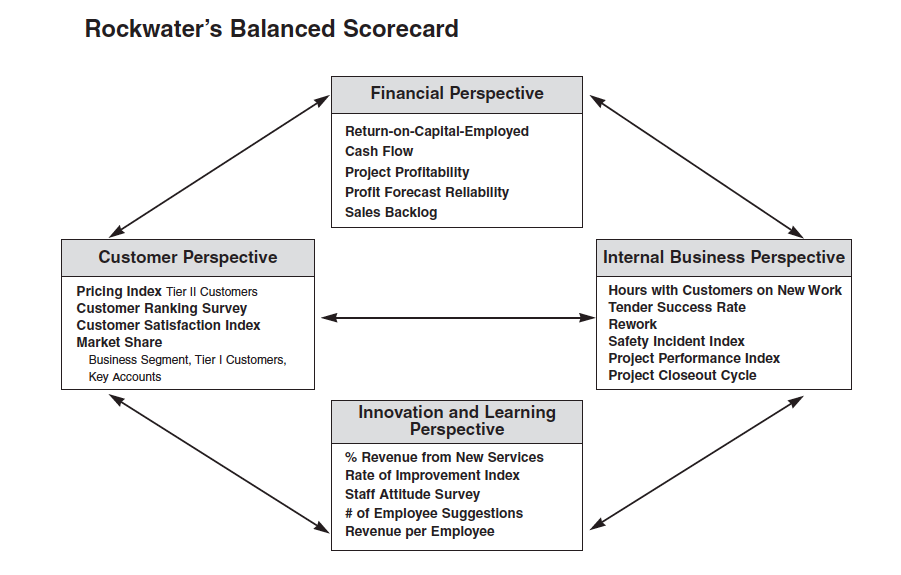 Rockwater’s Balanced Scorecard
Financial Perspective
Return-on-Capital-Employed
Cash Flow
Project Profitability
Profit Forecast Reliability
Sales Backlog
Customer Perspective
Pricing Index Tier II Customers
Customer Ranking Survey
Customer Satisfaction Index
Market Share
Business Segment, Tier I Customers,
Key Accounts
Internal Business Perspective
Hours with Customers on New Work
Tender Success Rate
Rework
Safety Incident Index
Project Performance Index
Project Closeout Cycle
Innovation and Learning
Perspective
% Revenue from New Services
Rate of Improvement Index
Staff Attitude Survey
# of Employee Suggestions
Revenue per Employee